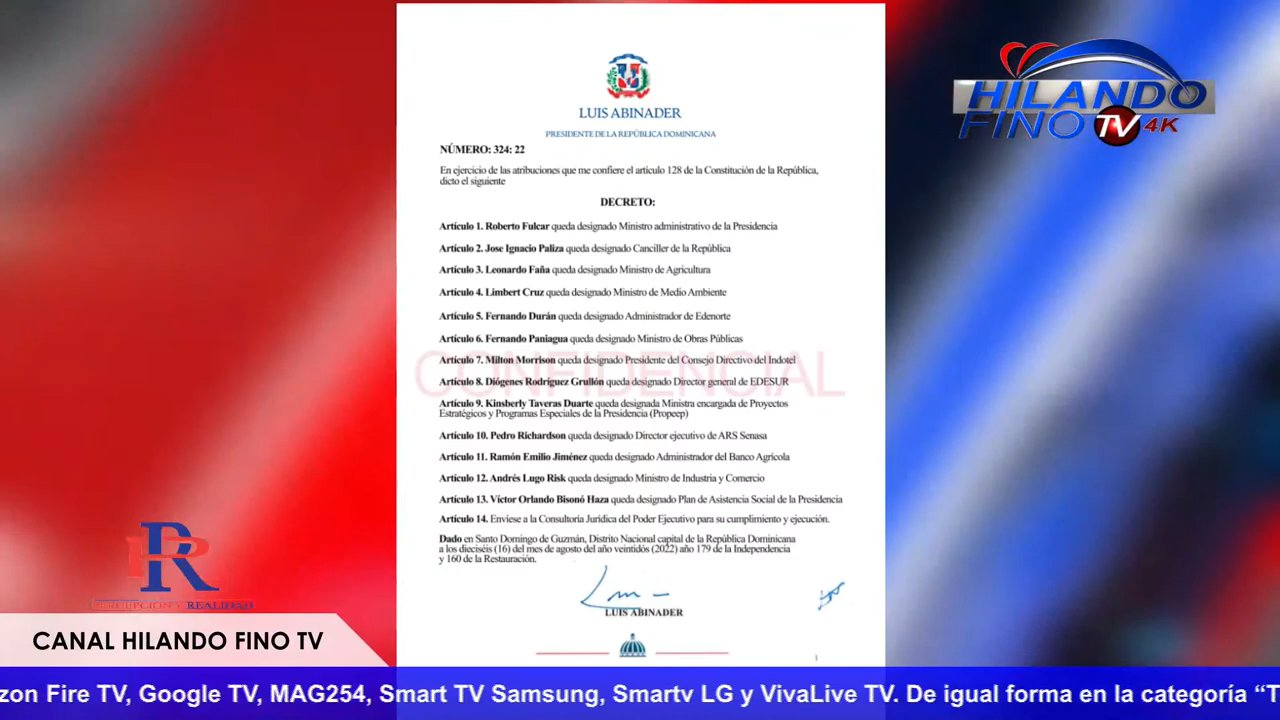 LUIS ABINADER
PRESIDENTE DE LA REPÚBLICA DOMINICANA
NÚMERO: 324: 22
En ejercicio de las atribuciones que me confiere el artículo 128 de la Constitución de la República,
dicto el siguiente
DECRETO:
Artículo 1. Roberto Fulcar queda designado Ministro administrativo de la Presidencia
Artículo 2. Jose Ignacio Paliza queda designado Canciller de la República
Artículo 3. Leonardo Faña queda designado Ministro de Agricultura
Artículo 4. Limbert Cruz queda designado Ministro de Medio Ambiente
Artículo 5. Fernando Durán queda designado Administrador de Edenorte
Artículo 6. Fernando Paniagua queda designado Ministro de Obras Públicas
Artículo 7. Milton Morrison queda designado Presidente del Consejo Directivo del Indotel
CONFIDENCIAL
Artículo 8. Diógenes Rodríguez Grullón queda designado Director general de EDESUR
Artículo 9. Kinsberly Taveras Duarte queda designada Ministra encargada de Proyectos
Estratégicos y Programas Especiales de la Presidencia (Propeep)
Artículo 10. Pedro Richardson queda designado Director ejecutivo de ARS Senasa
Artículo 11. Ramón Emilio Jiménez queda designado Administrador del Banco Agrícola
Artículo 12. Andrés Lugo Risk queda designado Ministro de Industria y Comercio
Artículo 13. Víctor Orlando Bisonó Haza queda designado Plan de Asistencia Social de la Presidencia
Artículo 14. Envíese a la Consultoría Jurídica del Poder Ejecutivo para su cumplimiento y ejecución.
Dado en Santo Domingo de Guzmán, Distrito Nacional capital de la República Dominicana
a los dieciséis (16) del mes de agosto del año veintidós (2022) año 179 de la Independencia
y 160 de la Restauración.
LUIS ABINADER
1
HILANDO
FINO TV 4K
PR
PERCEPCIÓN Y REALIDAD
CANAL HILANDO FINO TV
zon Fire TV, Google TV, MAG254, Smart TV Samsung, Smartv LG y VivaLive TV. De igual forma en la categoría “T